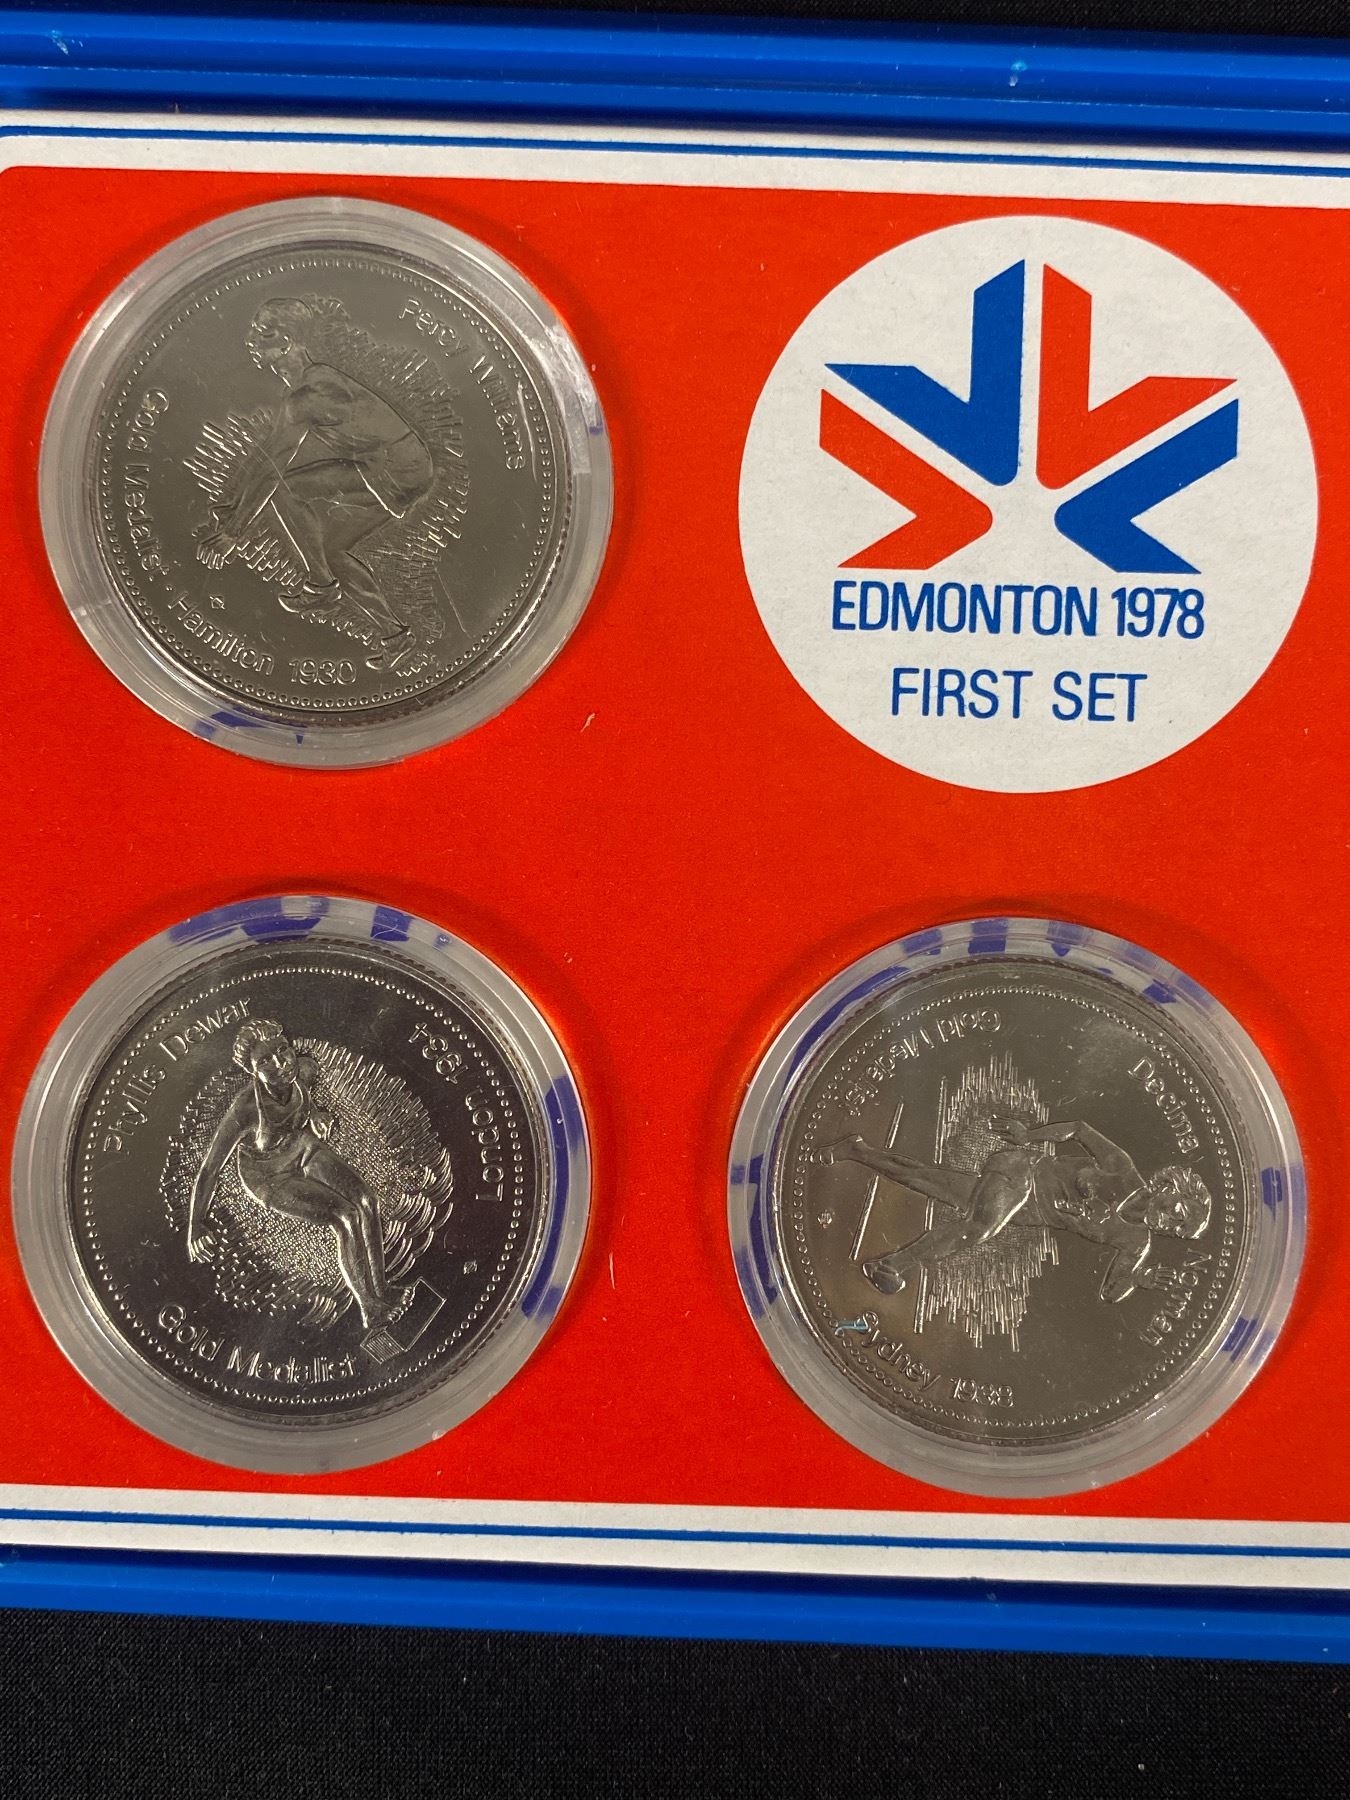 Percy Williams
Gold Medalist · Hamilton 1930
EDMONTON 1978
FIRST SET
Phyllis Dewar
London 1934
Gold Medalist
Decima Norman
Gold Medalist
Sydney 1938